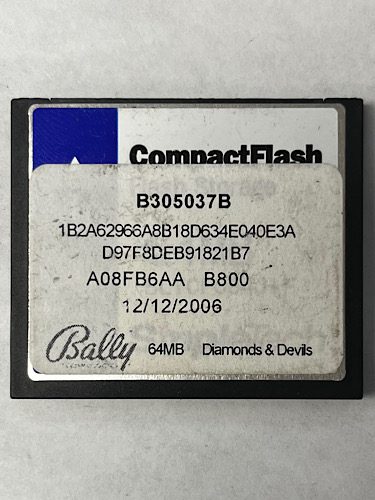 CompactFlash
B305037B
1B2A62966A8B18D634E040E3A
D97F8DEB91821B7
A08FB6AA B800
12/12/2006
Bally 64MB Diamonds & Devils